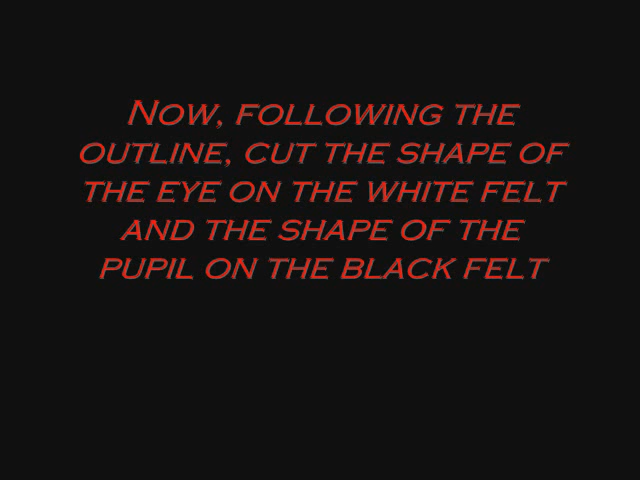 Now, following the
outline, cut the shape of
the eye on the white felt
and the shape of the
pupil on the black felt